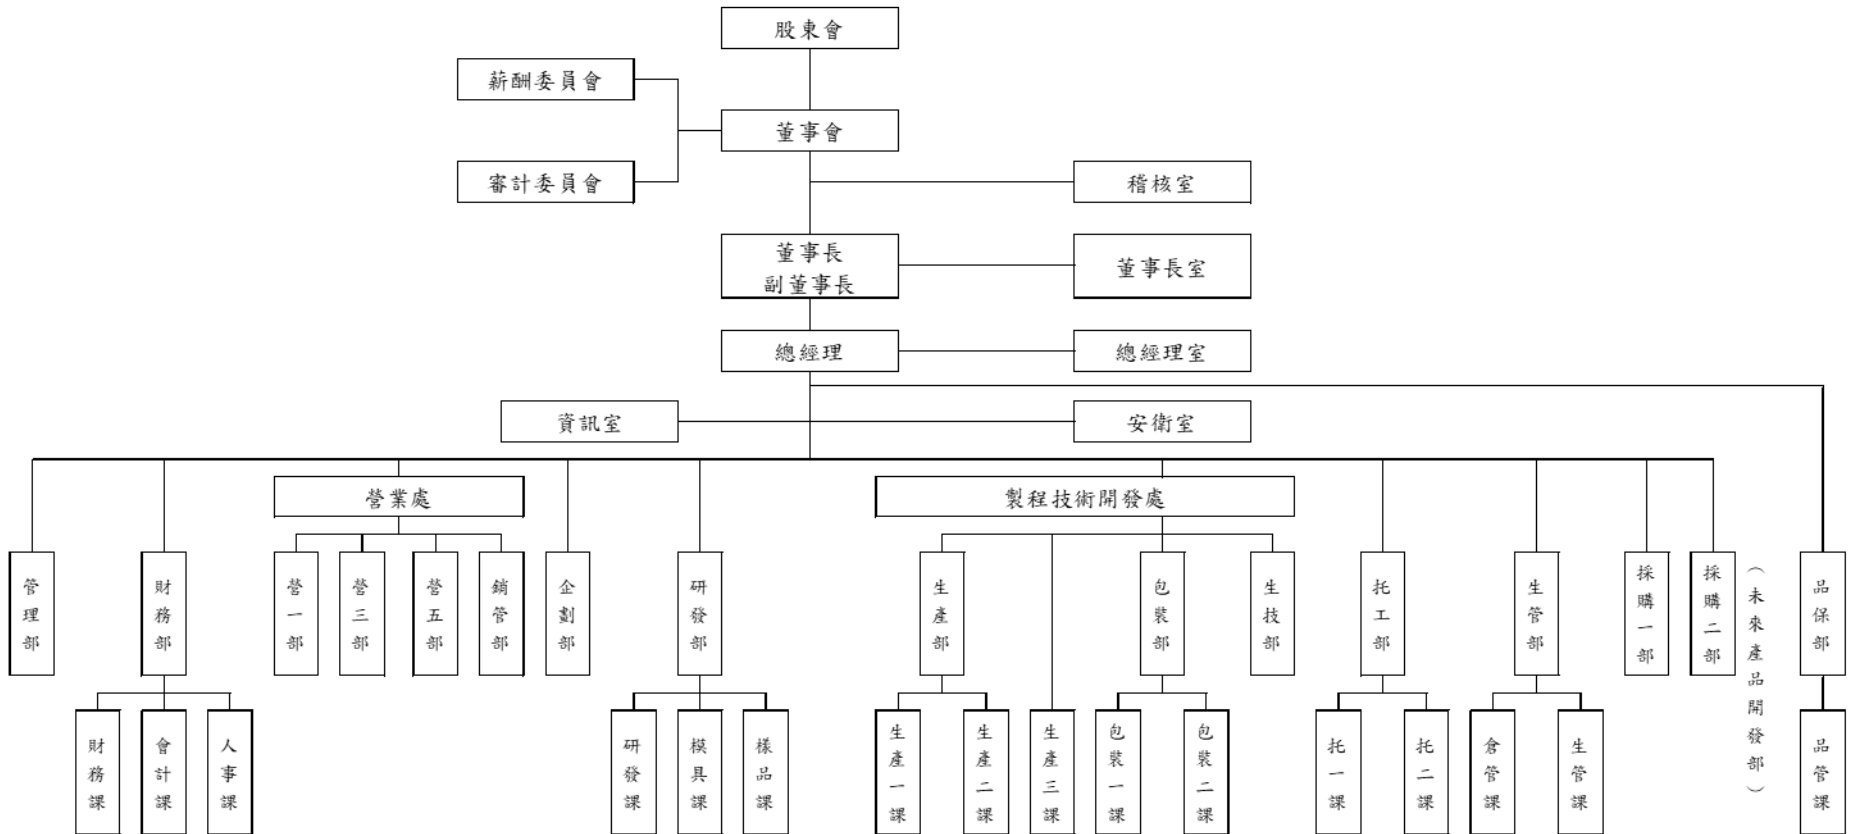 股東會
薪酬委員會
董事會
審計委員會
稽核室
董事長
副董事長
董事長室
總經理
總經理室
資訊室
安衛室
營業處
製程技術開發處
管理部
財務部
營一部
營三部
營五部
銷管部
企劃部
研發部
生產部
包裝部
生技部
托工部
生管部
採購一部
採購二部
（未來產品開發部）
品保部
財務課
會計課
人事課
研發課
模具課
樣品課
生產一課
生產二課
生產三課
包裝一課
包裝二課
托一課
托二課
倉管課
生管課
品管課